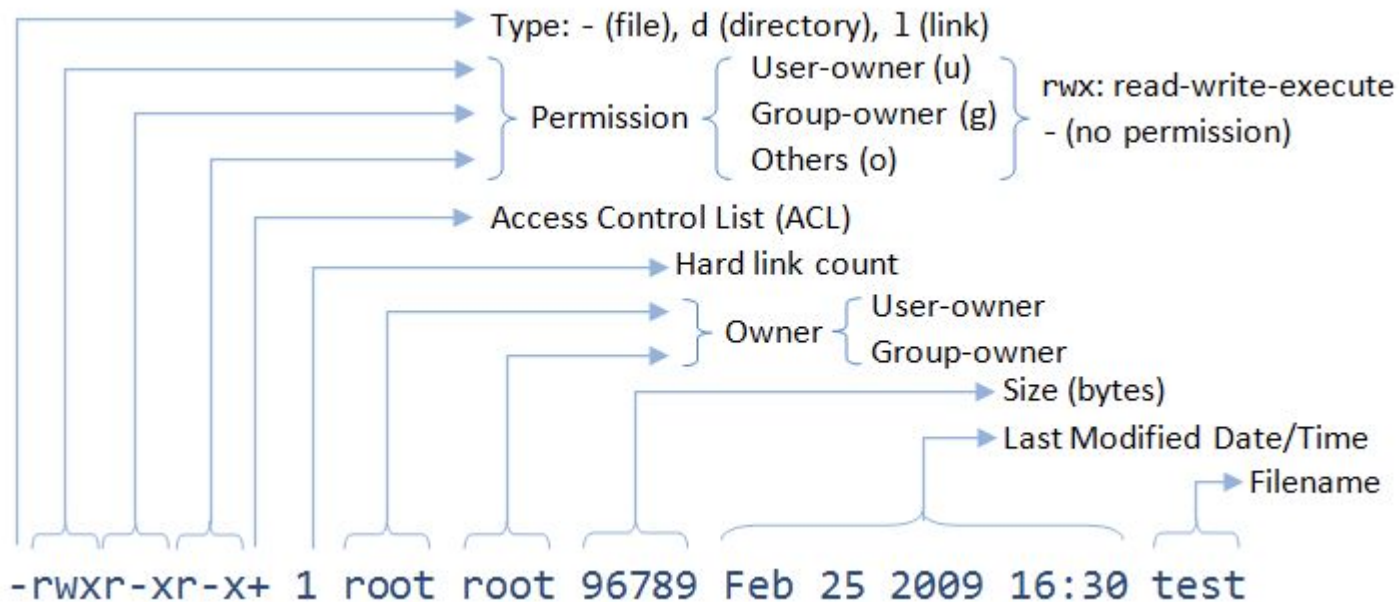 Type: - (file), d (directory), l (link)
User-owner (u)
rwx: read-write-execute
Permission
Group-owner (g)
- (no permission)
Others (o)
Access Control List (ACL)
Hard link count
User-owner
Owner
Group-owner
Size (bytes)
Last Modified Date/Time
Filename
-rwxr-xr-x+ 1 root root 96789 Feb 25 2009 16:30 test